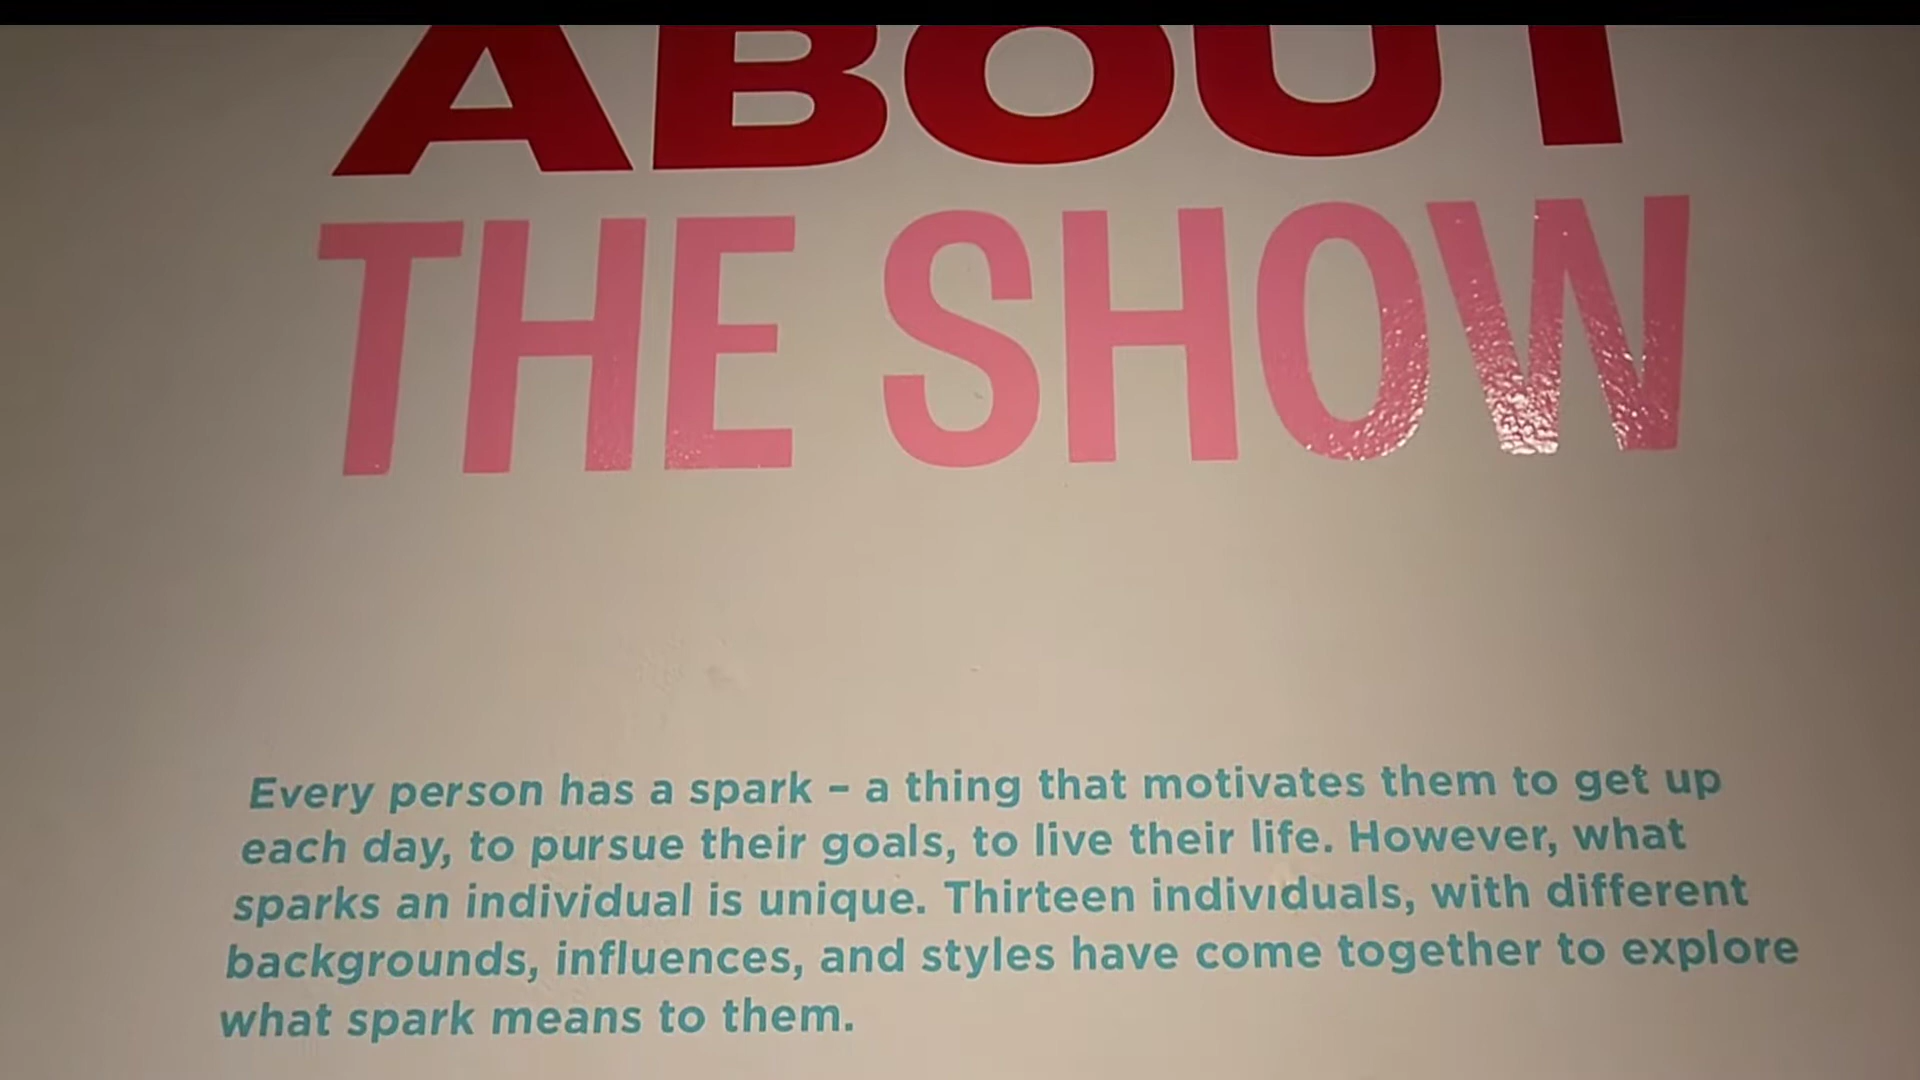 ABOUT
THE SHOW
Every person has a spark – a thing that motivates them to get up
each day, to pursue their goals, to live their life. However, what
sparks an individual is unique. Thirteen individuals, with different
backgrounds, influences, and styles have come together to explore
what spark means to them.